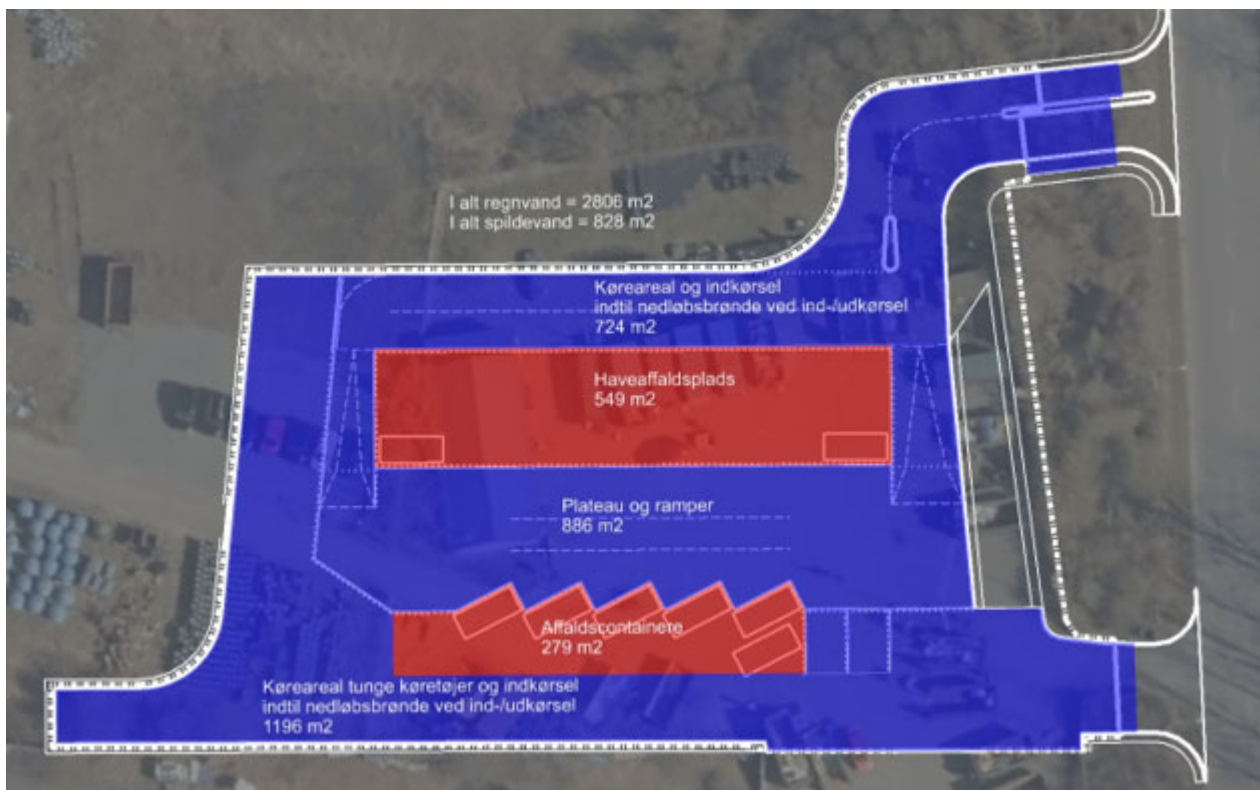 I alt regnvand = 2806 m2
I alt spildevand = 828 m2
Køreareal og indkørsel
indtil nedløbsbrønde ved ind-/udkørsel
724 m2
Haveaffaldsplads
549 m2
Plateau og ramper
886 m2
Affaldscontainere
279 m2
Køreareal tunge køretøjer og indkørsel
indtil nedløbsbrønde ved ind-/udkørsel
1196 m2